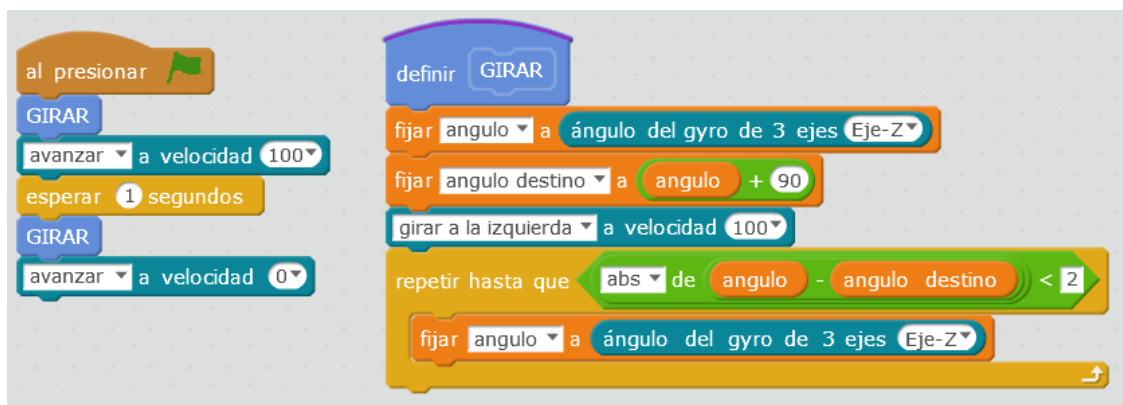 al presionar
GIRAR
avanzar a velocidad 100
esperar 1 segundos
GIRAR
avanzar a velocidad 0
definir GIRAR
fijar angulo a ángulo del gyro de 3 ejes Eje-Z
fijar angulo destino a angulo + 90
girar a la izquierda a velocidad 100
repetir hasta que abs de angulo - angulo destino < 2
fijar angulo a ángulo del gyro de 3 ejes Eje-Z